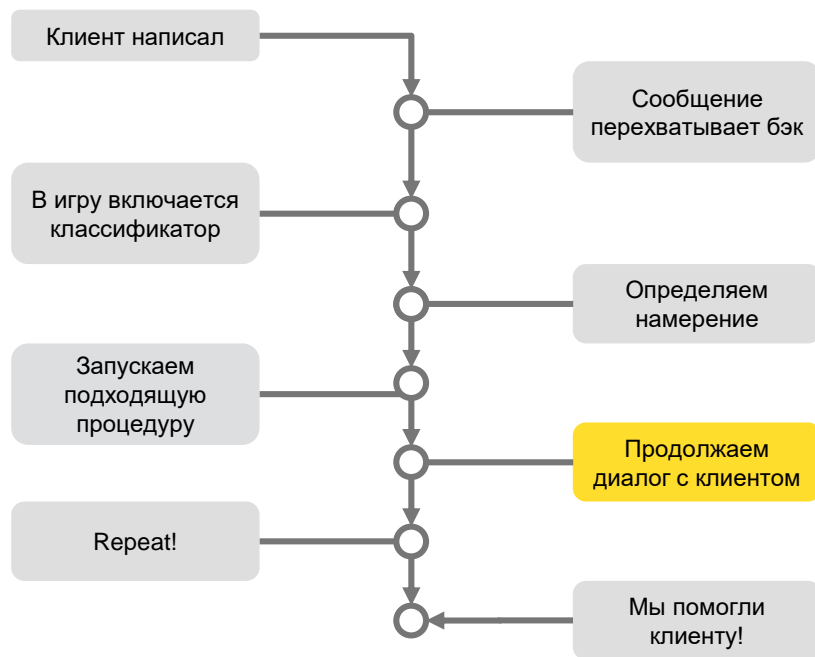 Клиент написал
Сообщение
перехватывает бэк
В игру включается
классификатор
Определяем
намерение
Запускаем
подходящую
процедуру
Продолжаем
диалог с клиентом
Repeat!
Мы помогли
клиенту!